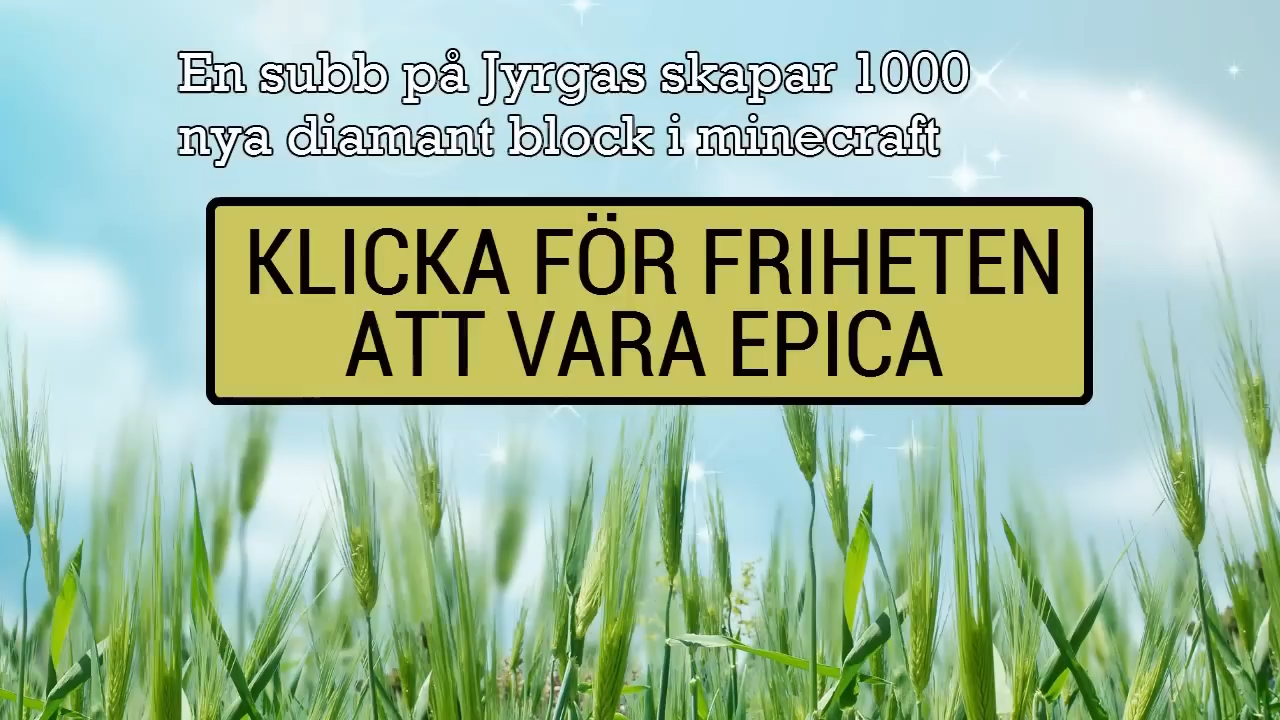 En subb på Jyrgas skapar 1000
nya diamant block i minecraft
KLICKA FÖR FRIHETEN
ATT VARA EPICA